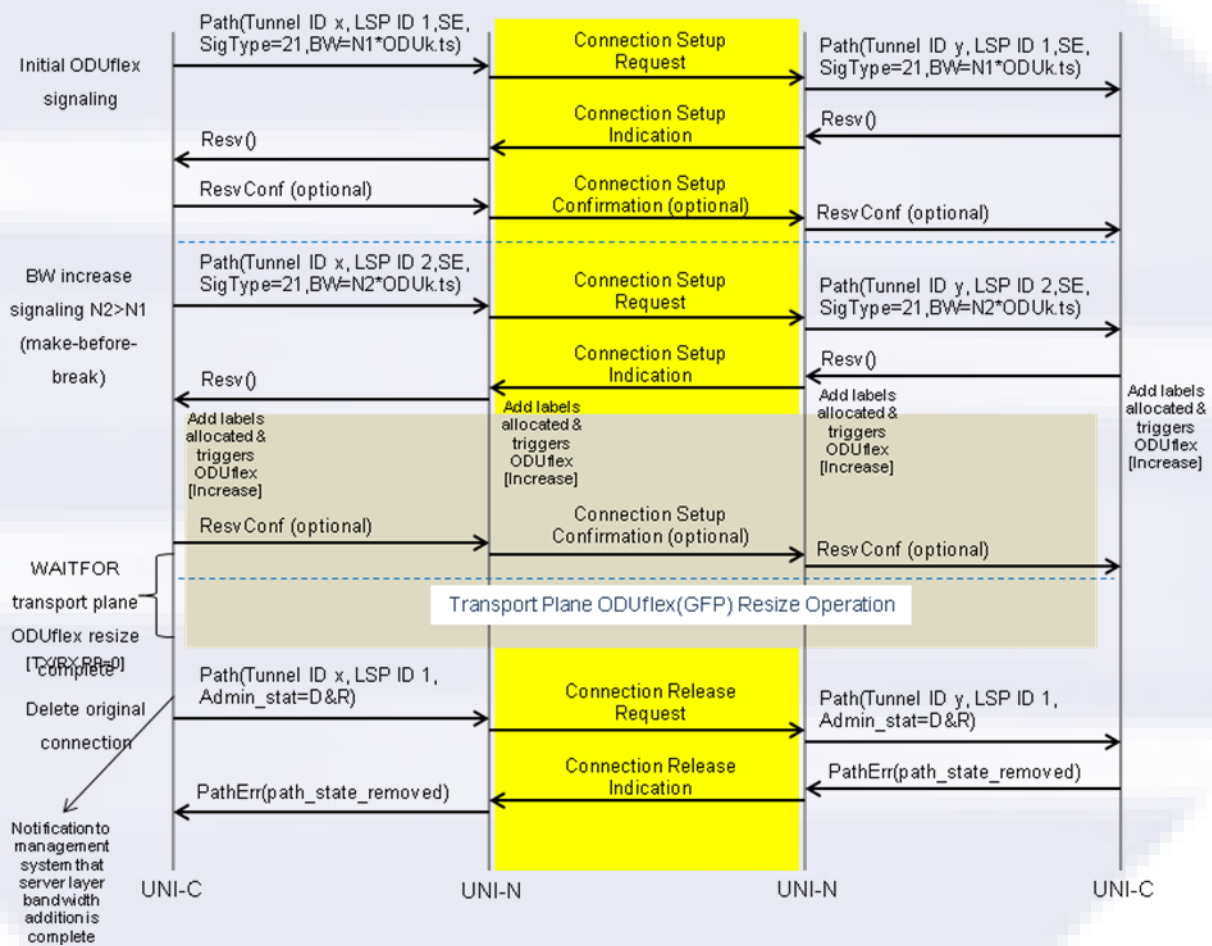 Path(Tunnel ID x, LSP ID 1,SE,
SigType=21,BW=N1*ODUk.ts)
Connection Setup
Request
Path(Tunnel ID y, LSP ID 1,SE,
SigType=21,BW=N1*ODUk.ts)
Initial ODUflex
signaling
Connection Setup
Indication
Resv()
Resv()
ResvConf (optional)
Connection Setup
Confirmation (optional)
ResvConf (optional)
BW increase
signaling N2>N1
(make-before-
break)
Path(Tunnel ID x, LSP ID 2,SE,
SigType=21,BW=N2*ODUk.ts)
Connection Setup
Request
Path(Tunnel ID y, LSP ID 2,SE,
SigType=21,BW=N2*ODUk.ts)
Connection Setup
Indication
Resv()
Resv()
Add labels
allocated &
triggers
ODUflex
[Increase]
Add labels
allocated &
triggers
ODUflex
[Increase]
Add labels
allocated &
triggers
ODUflex
[Increase]
Add labels
allocated &
triggers
ODUflex
[Increase]
ResvConf (optional)
Connection Setup
Confirmation (optional)
ResvConf (optional)
WAITFOR
transport plane
ODUflex resize
complete
[TX/RX RP=0]
Transport Plane ODUflex(GFP) Resize Operation
Delete original
connection
Path(Tunnel ID x, LSP ID 1,
Admin_stat=D&R)
Connection Release
Request
Path(Tunnel ID y, LSP ID 1,
Admin_stat=D&R)
Connection Release
Indication
PathErr(path_state_removed)
PathErr(path_state_removed)
Notification to
management
system that
server layer
bandwidth
addition is
complete
UNI-C
UNI-N
UNI-N
UNI-C